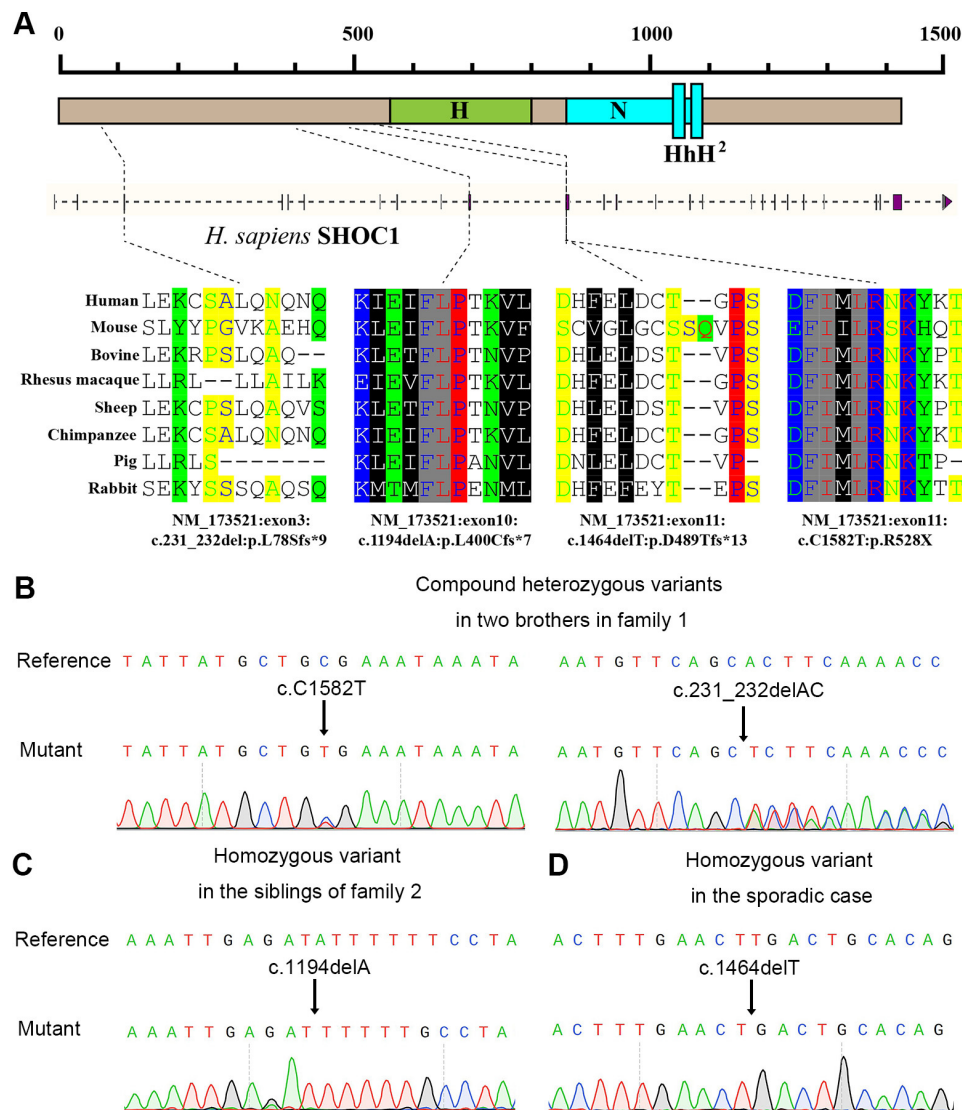 A
0 500 1000 1500
H N
HhH2
H. sapiens SHOC1
Human LEKCSALQNQNQ KIEIFLPTKVL DHFELDCT--GPS DFIMLRNKYKT
Mouse SLYYPGVKAEHQ KLEIFLPTKVF SCVGLGCSSQVPS EFIILRSKHQT
Bovine LEKRPSLQAQ-- KLETFLPTNVP DHLELDST--VPS DFIMLRNKYPT
Rhesus macaque LLRL--LLAILK EIEVFLPTKVL DHLELDCT--GPS DFIMLRNKYKT
Sheep LEKCPSLQAQVS KLETFLPTNVP DHLELDST--VPS DFIMLRNKYPT
Chimpanzee LEKCSALQNQNQ KIEIFLPTKVL DHFELDCT--GPS DFIMLRNKYKT
Pig LLRLS------- KLEIFLPANVL DNLELDCT--VP- DFIMLRNKTP-
Rabbit SEKYSSSQAQSQ KMTMFLPENML DHFEFEYT--EPS DFIMLRNKYKT
NM_173521:exon3: NM_173521:exon10: NM_173521:exon11: NM_173521:exon11:
c.231_232del:p.L78Sfs*9 c.1194delA:p.L400Cfs*7 c.1464delT:p.D489Tfs*13 c.C1582T:p.R528X
B
Compound heterozygous variants
in two brothers in family 1
Reference TATTATGCTGCGAAATAAATA AATGTTCAGCACTTCAAAACC
c.C1582T c.231_232delAC
Mutant TATTATGCTGTGAAATAAATA AATGTTCAGCTCTTCAAACCC
C D
Homozygous variant Homozygous variant
in the siblings of family 2 in the sporadic case
Reference AAATTGAGATATTTTTTCCTA ACTTTGAACTTGACTGCACAG
c.1194delA c.1464delT
Mutant AAATTGAGATTTTTTGCCTA ACTTTGAACTGACTGCACAG